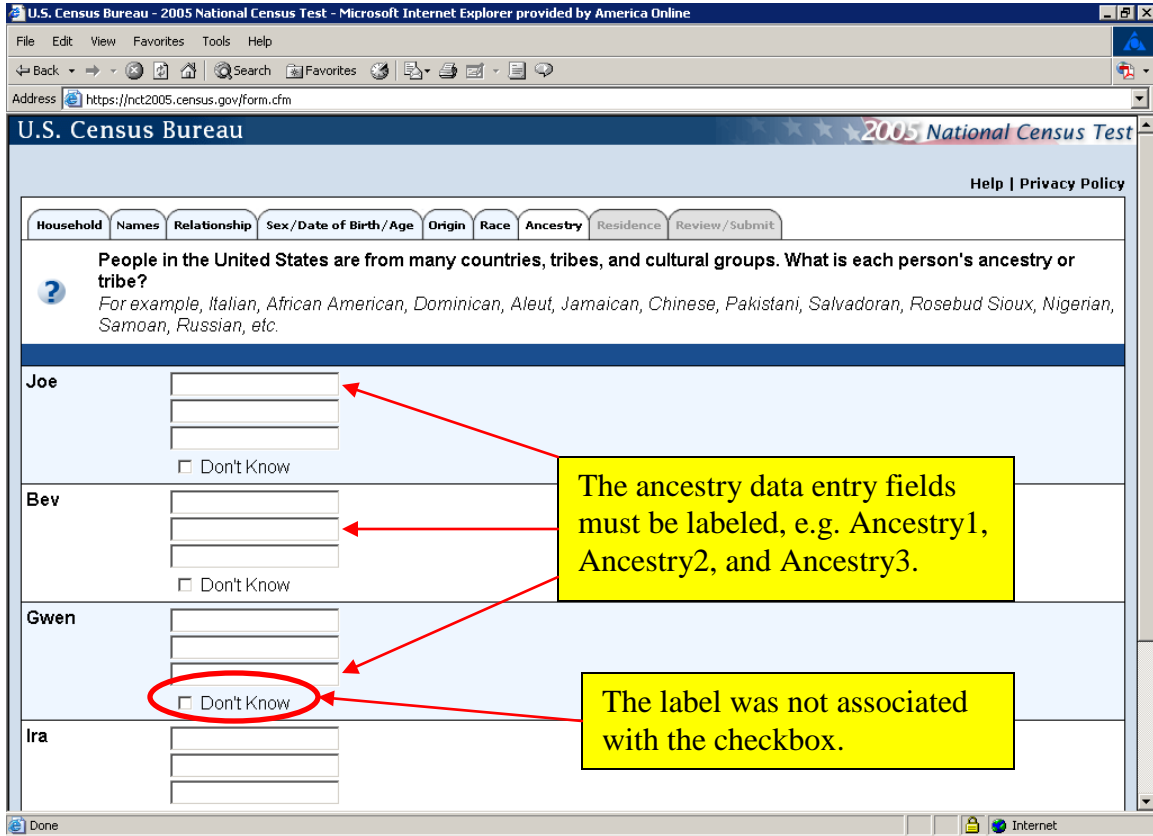 U.S. Census Bureau - 2005 National Census Test - Microsoft Internet Explorer provided by America Online
File Edit View Favorites Tools Help
Back Search Favorites
Address https://nct2005.census.gov/form.cfm
U.S. Census Bureau 2005 National Census Test
Help | Privacy Policy
Household Names Relationship Sex/Date of Birth/Age Origin Race Ancestry Residence Review/Submit
People in the United States are from many countries, tribes, and cultural groups. What is each person's ancestry or
tribe?
For example, Italian, African American, Dominican, Aleut, Jamaican, Chinese, Pakistani, Salvadoran, Rosebud Sioux, Nigerian,
Samoan, Russian, etc.
Joe
Don't Know
The ancestry data entry fields
must be labeled, e.g. Ancestry1,
Ancestry2, and Ancestry3.
Bev
Don't Know
Gwen
Don't Know
The label was not associated
with the checkbox.
Ira
Done Internet